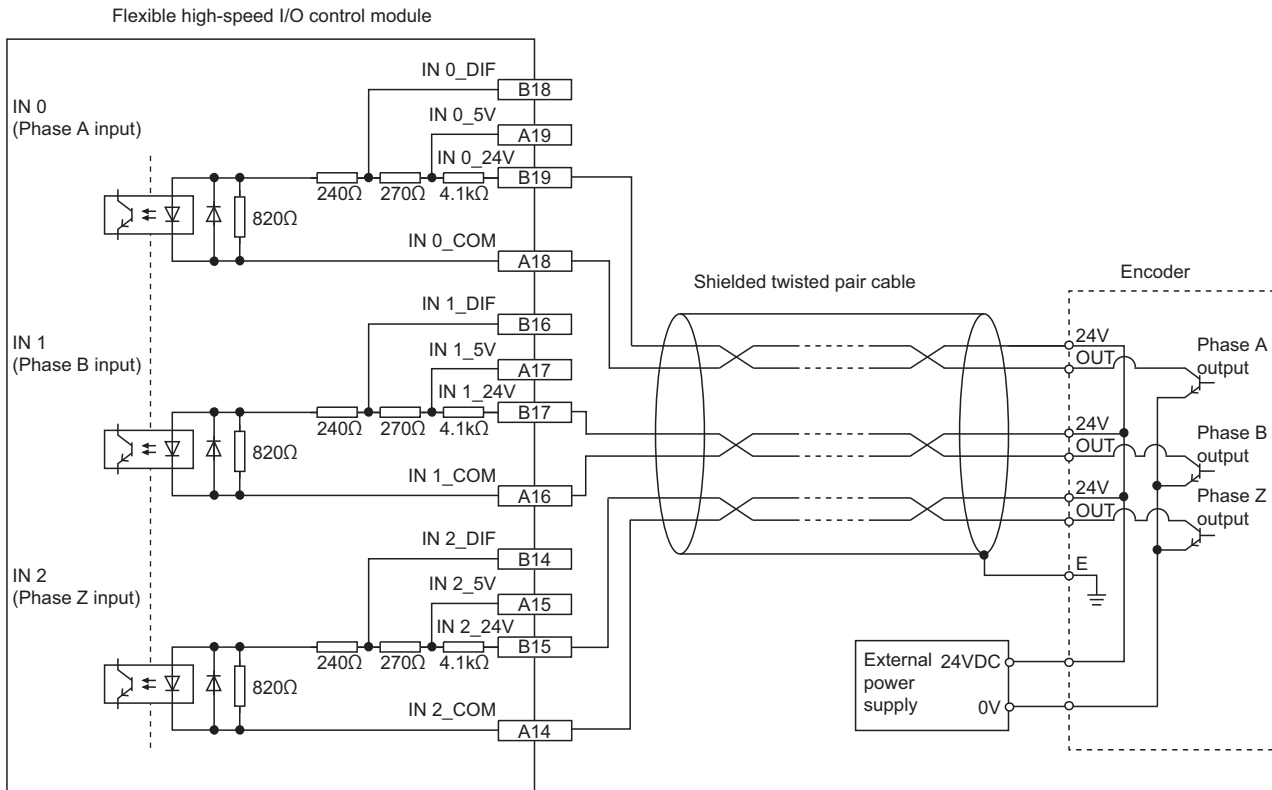 Flexible high-speed I/O control module
IN 0
(Phase A input)
IN 0_DIF
B18
IN 0_5V
A19
IN 0_24V
B19
240Ω
270Ω
4.1kΩ
820Ω
IN 0_COM
A18
IN 1
(Phase B input)
IN 1_DIF
B16
IN 1_5V
A17
IN 1_24V
B17
240Ω
270Ω
4.1kΩ
820Ω
IN 1_COM
A16
IN 2
(Phase Z input)
IN 2_DIF
B14
IN 2_5V
A15
IN 2_24V
B15
240Ω
270Ω
4.1kΩ
820Ω
IN 2_COM
A14
Shielded twisted pair cable
Encoder
24V
OUT
Phase A
output
24V
OUT
Phase B
output
24V
OUT
Phase Z
output
E
External
power
supply
24VDC
0V